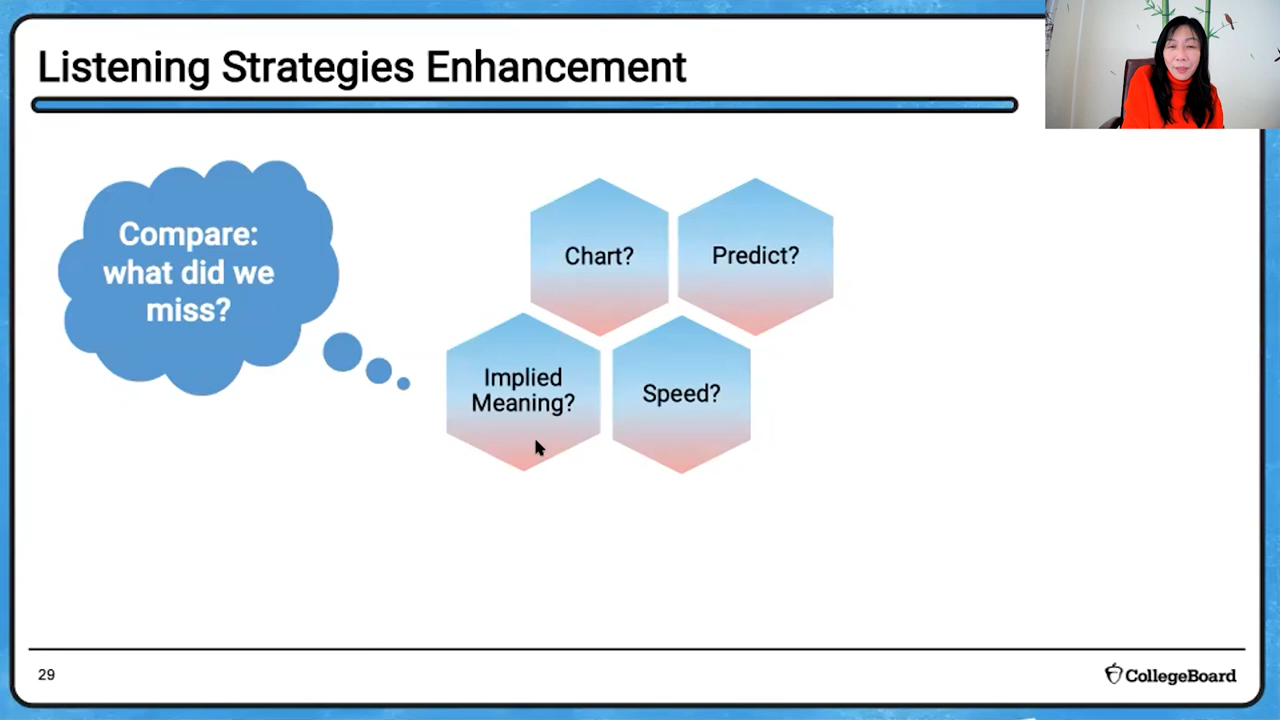 Listening Strategies Enhancement
Compare:
what did we
miss?
Chart?
Predict?
Implied
Meaning?
Speed?
29
CollegeBoard